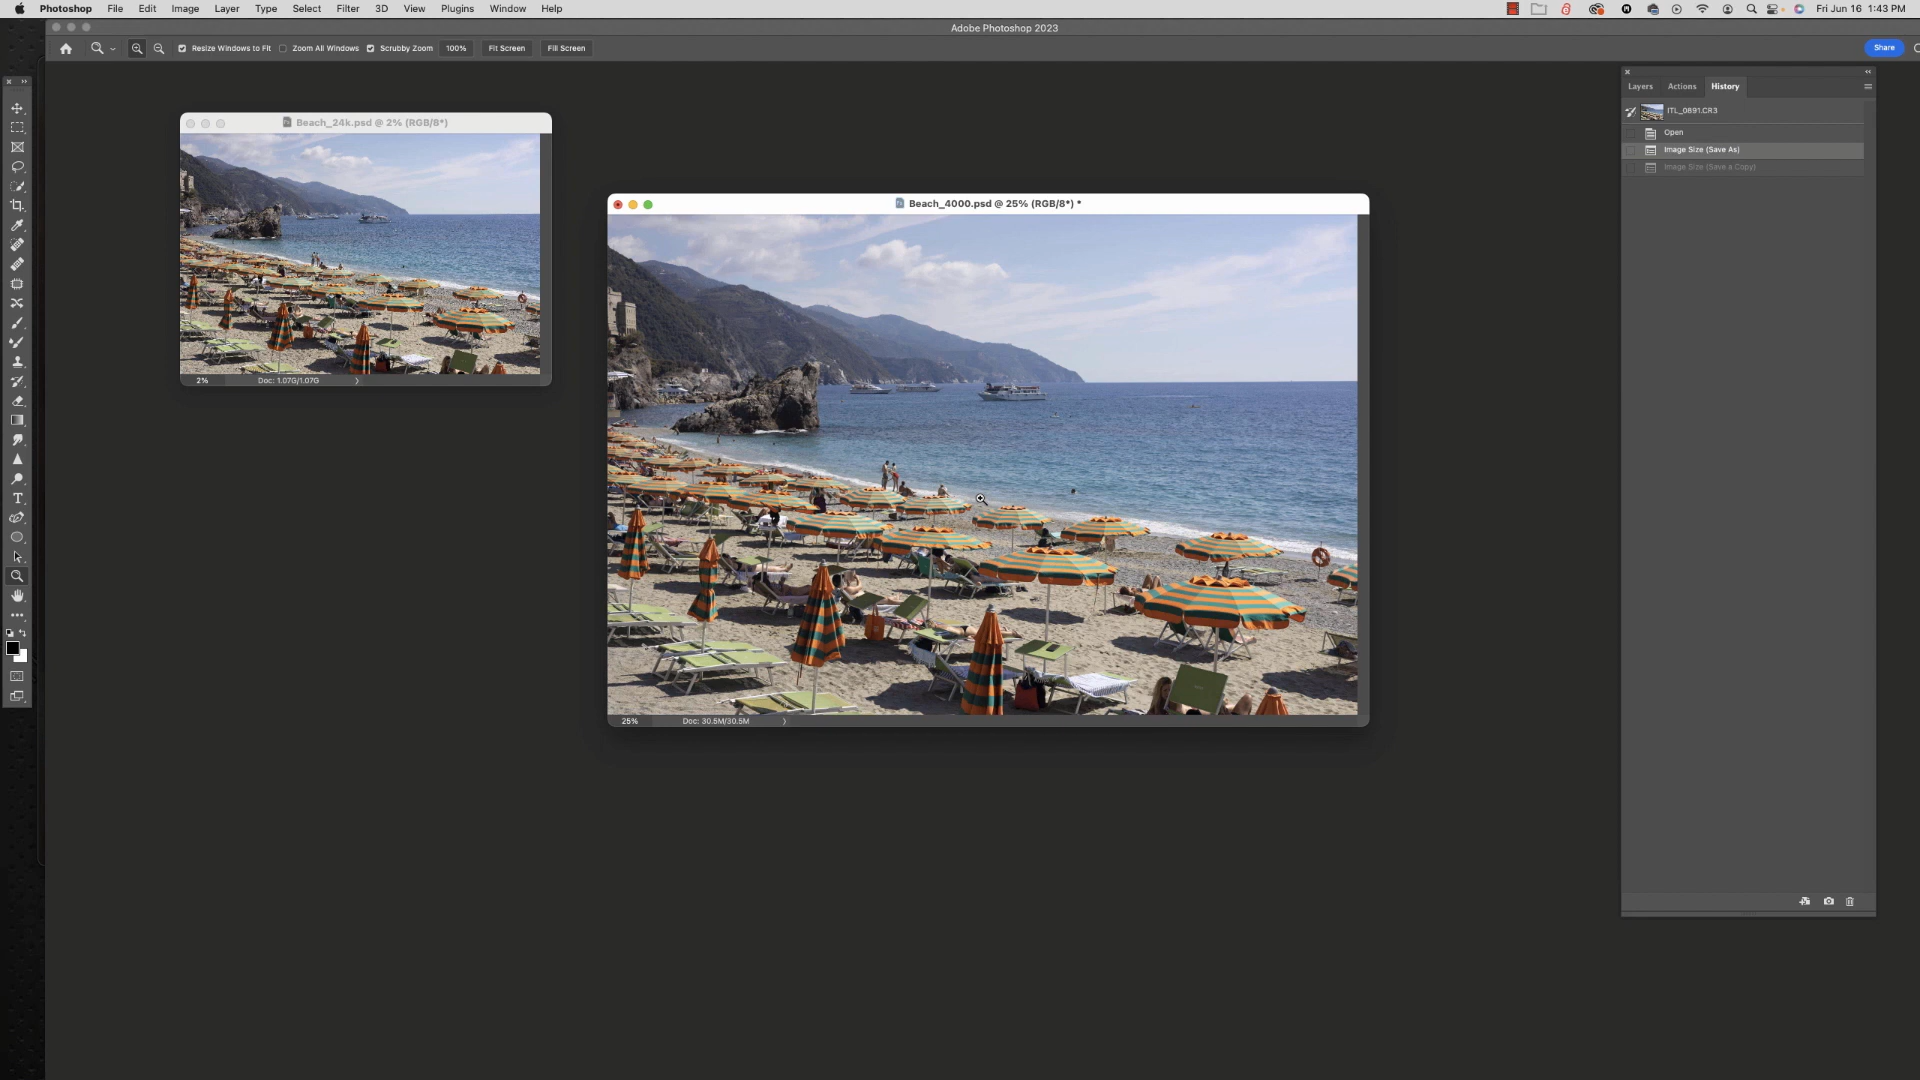 Photoshop File Edit Image Layer Type Select Filter 3D View Plugins Window Help Fri Jun 16 1:43 PM
Adobe Photoshop 2023
Resize Windows to Fit Zoom All Windows Scrubby Zoom 100% Fit Screen Fill Screen Share
Layers Actions History
ITL_0891.CR3
Open
Image Size (Save As)
Image Size (Save a Copy)
Beach_24k.psd @ 2% (RGB/8*)
2% Doc: 1.07G/1.07G
Beach_4000.psd @ 25% (RGB/8*) *
25% Doc: 30.5M/30.5M